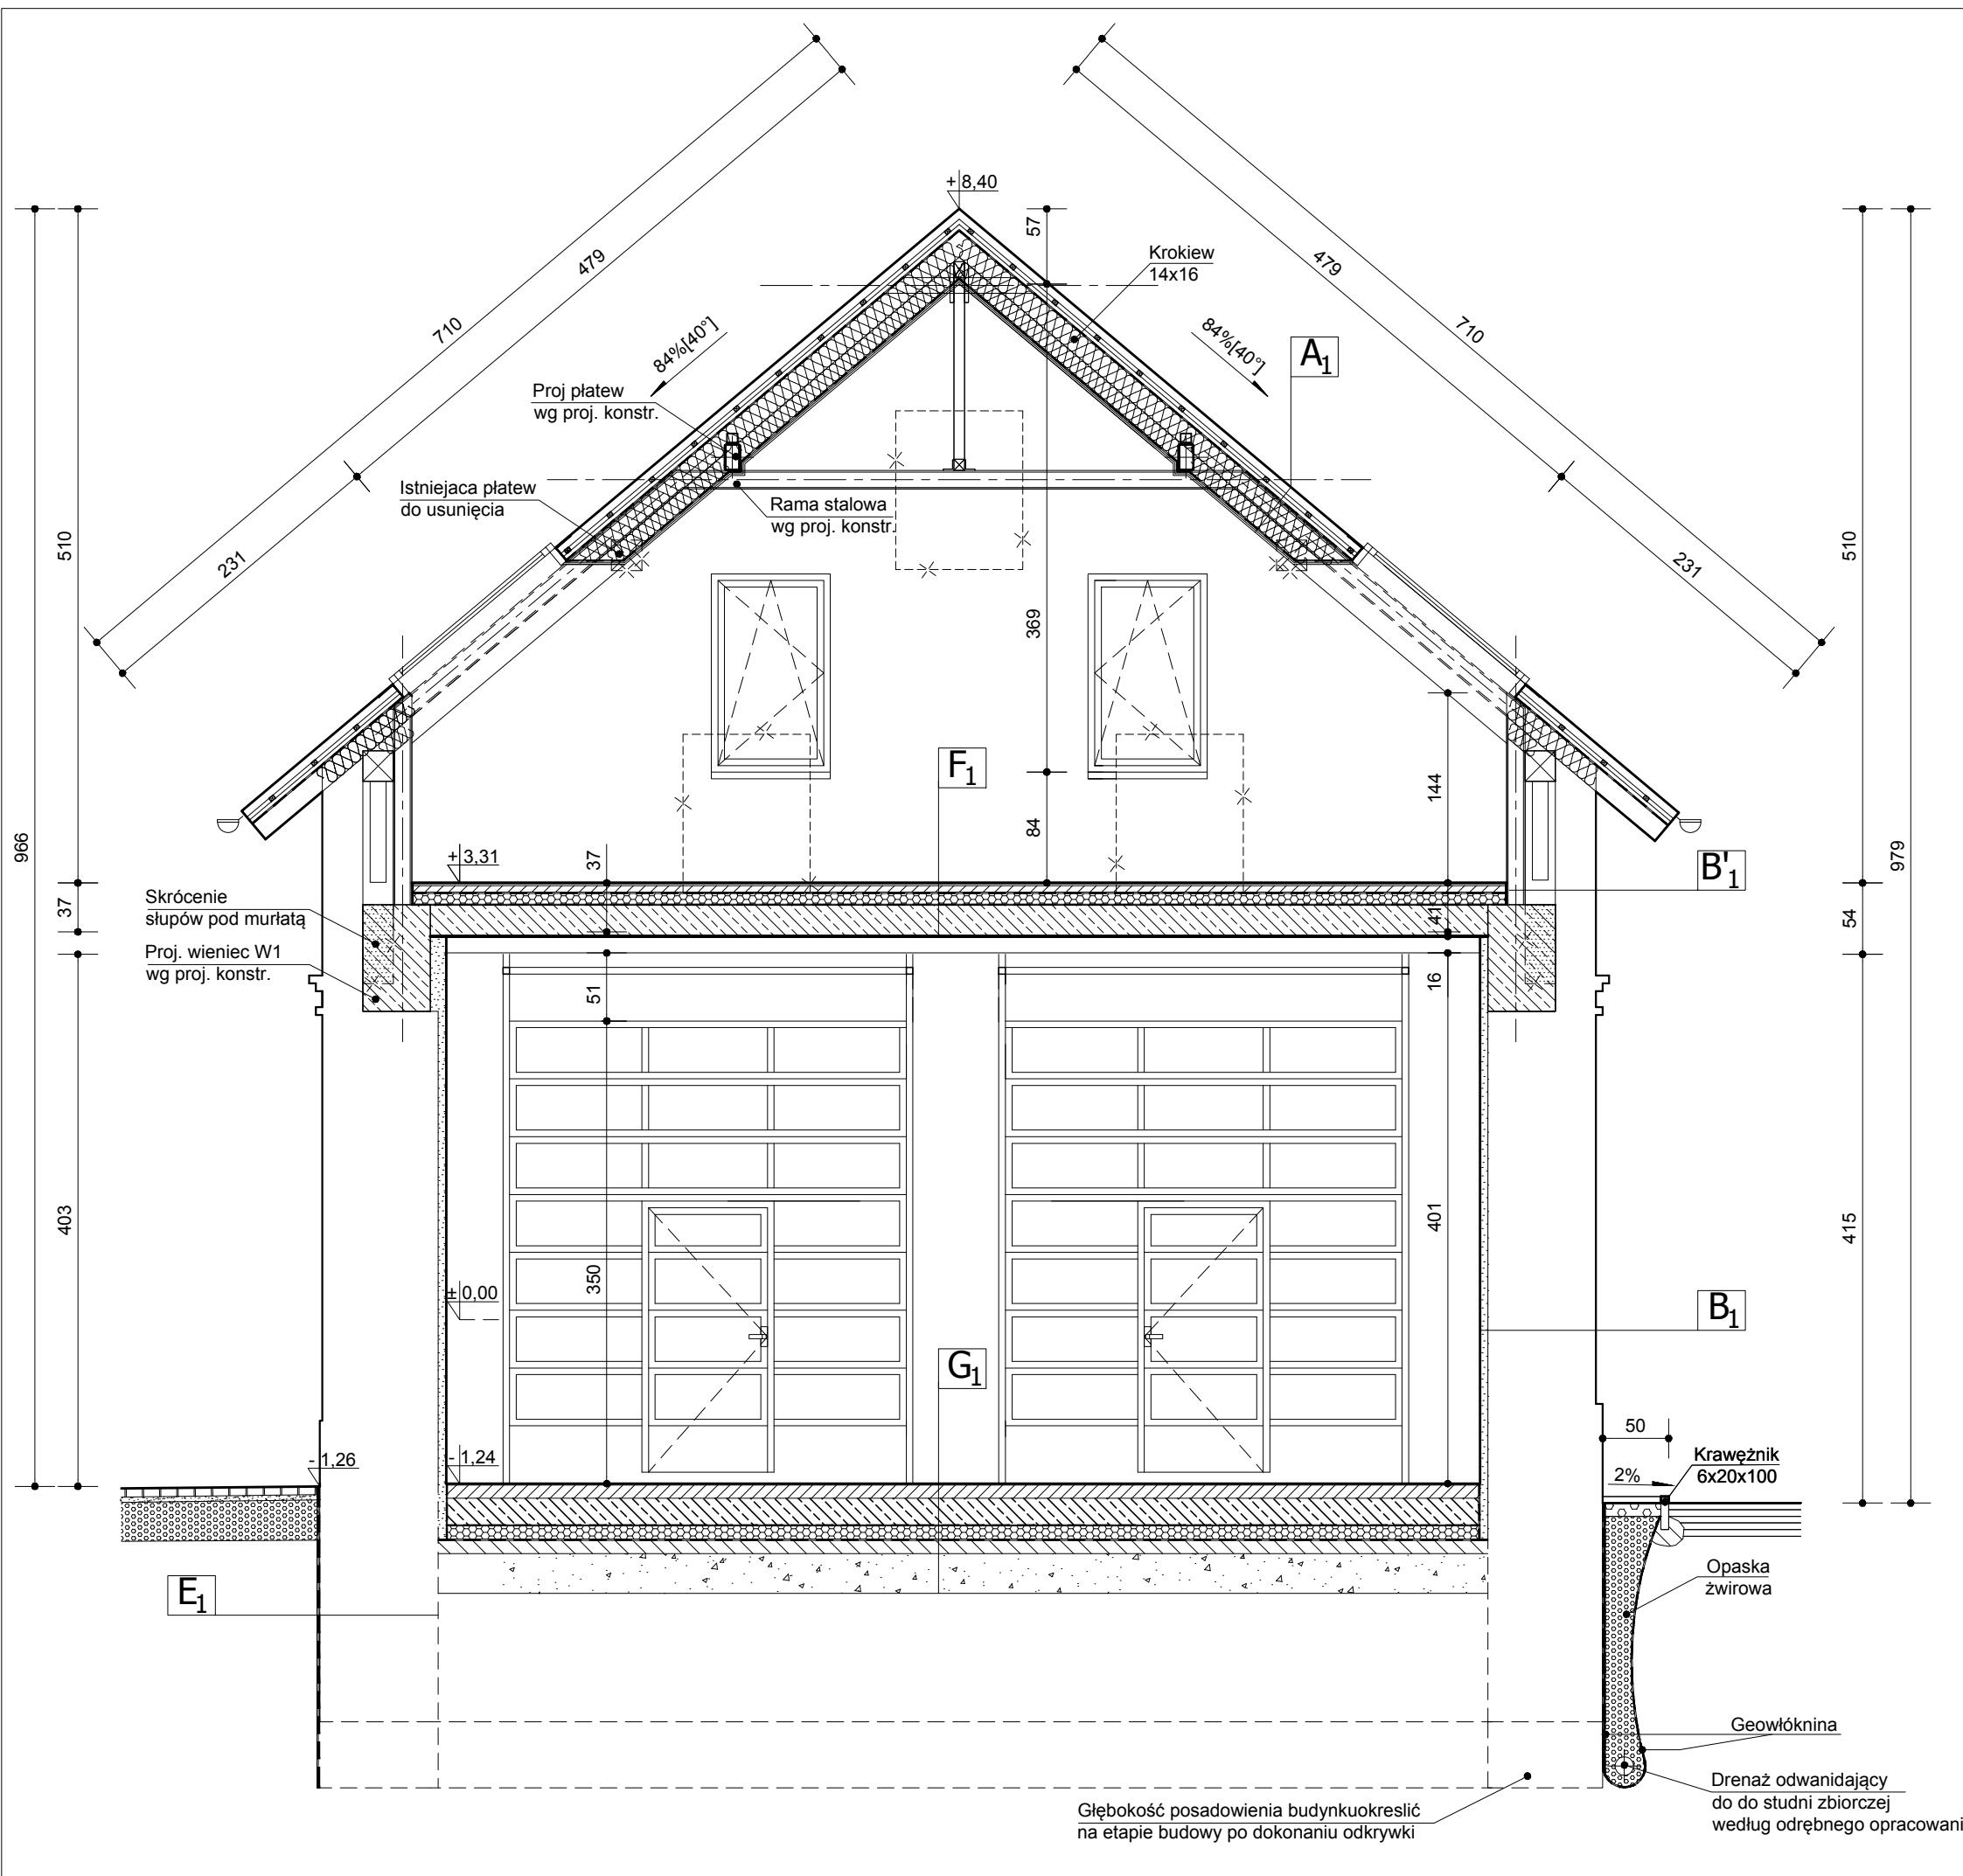 + 8,40
57
479
479
710
710
84%[40°]
84%[40°]
Krokiew
14x16
A1
Proj płatew
wg proj. konstr.
Istniejaca płatew
do usunięcia
Rama stalowa
wg proj. konstr.
231
231
510
510
369
144
84
F1
966
979
+ 3,31
37
B'1
Skrócenie
słupów pod murłatą
37
41
54
Proj. wieniec W1
wg proj. konstr.
51
16
403
350
401
415
± 0,00
B1
G1
50
- 1,26
- 1,24
2%
Krawężnik
6x20x100
E1
Opaska
żwirowa
Geowłóknina
Drenaż odwanidający
do do studni zbiorczej
według odrębnego opracowani
Głębokość posadowienia budynkuokreslić
na etapie budowy po dokonaniu odkrywki